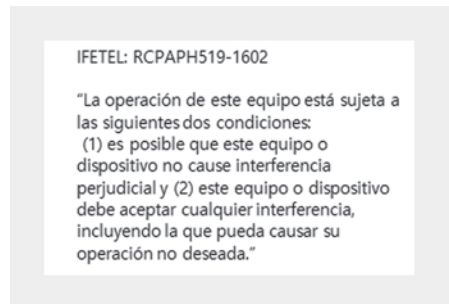 IFETEL: RCPAPH519-1602
“La operación de este equipo está sujeta a
las siguientes dos condiciones:
(1) es posible que este equipo o
dispositivo no cause interferencia
perjudicial y (2) este equipo o dispositivo
debe aceptar cualquier interferencia,
incluyendo la que pueda causar su
operación no deseada.”